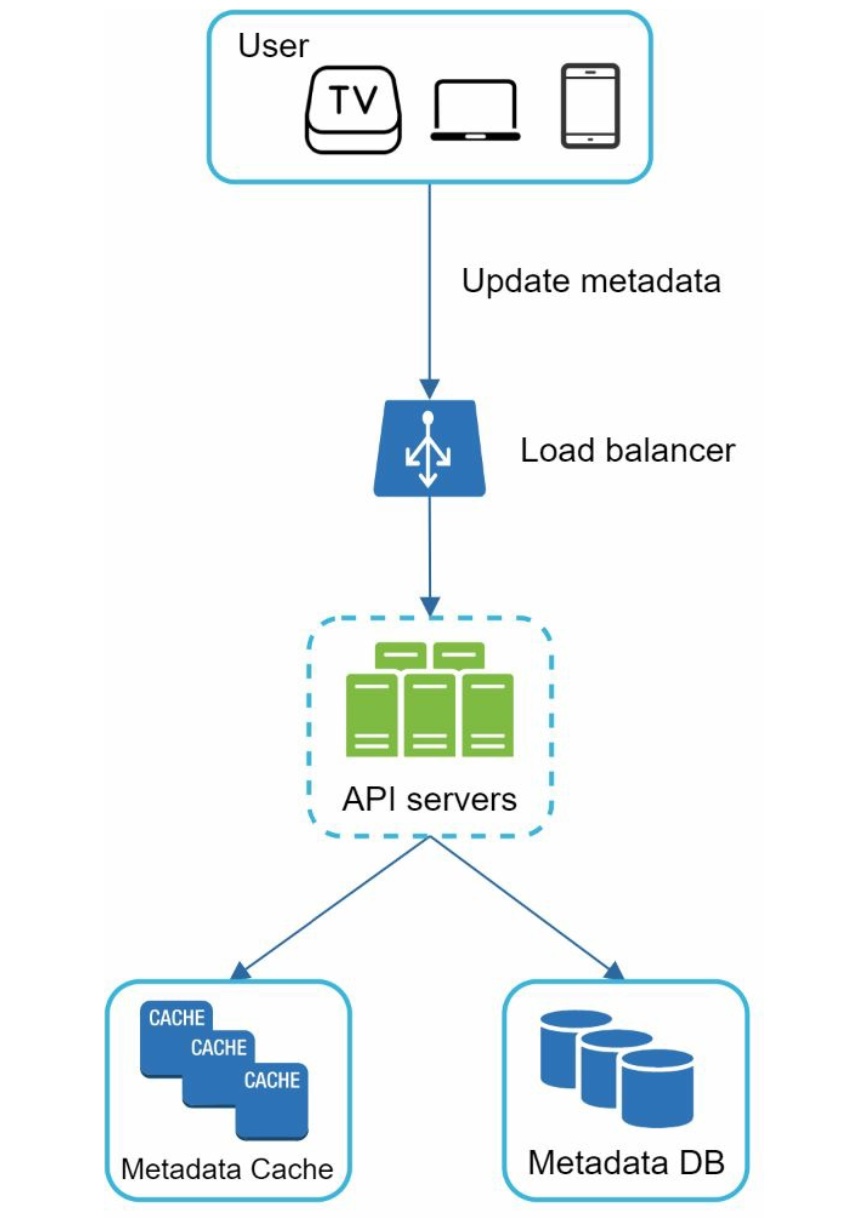 User
TV
Update metadata
Load balancer
API servers
CACHE
CACHE
CACHE
Metadata Cache
Metadata DB